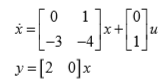 ẋ = [0 1; -3 -4] x + [0; 1] u
y = [2 0] x